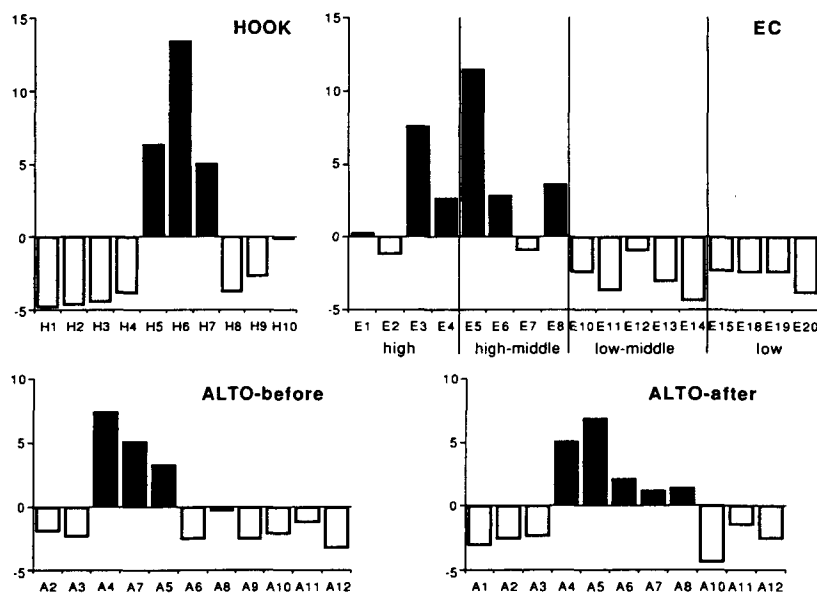 HOOK
15
10
5
0
-5
H1 H2 H3 H4 H5 H6 H7 H8 H9 H10
EC
15
10
5
0
-5
E1 E2 E3 E4 E5 E6 E7 E8 E10 E11 E12 E13 E14 E15 E18 E19 E20
high high-middle low-middle low
ALTO-before
10
5
0
-5
A2 A3 A4 A7 A5 A6 A8 A9 A10 A11 A12
ALTO-after
10
5
0
-5
A1 A2 A3 A4 A5 A6 A7 A8 A10 A11 A12